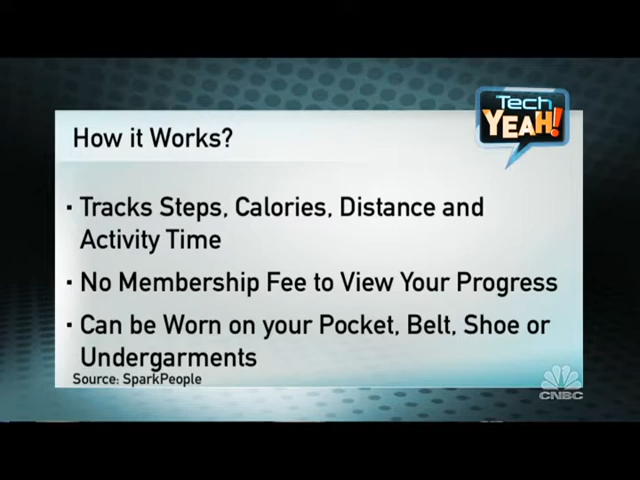 Tech
YEAH!
How it Works?
· Tracks Steps, Calories, Distance and
Activity Time
· No Membership Fee to View Your Progress
· Can be Worn on your Pocket, Belt, Shoe or
Undergarments
Source: SparkPeople
CNBC